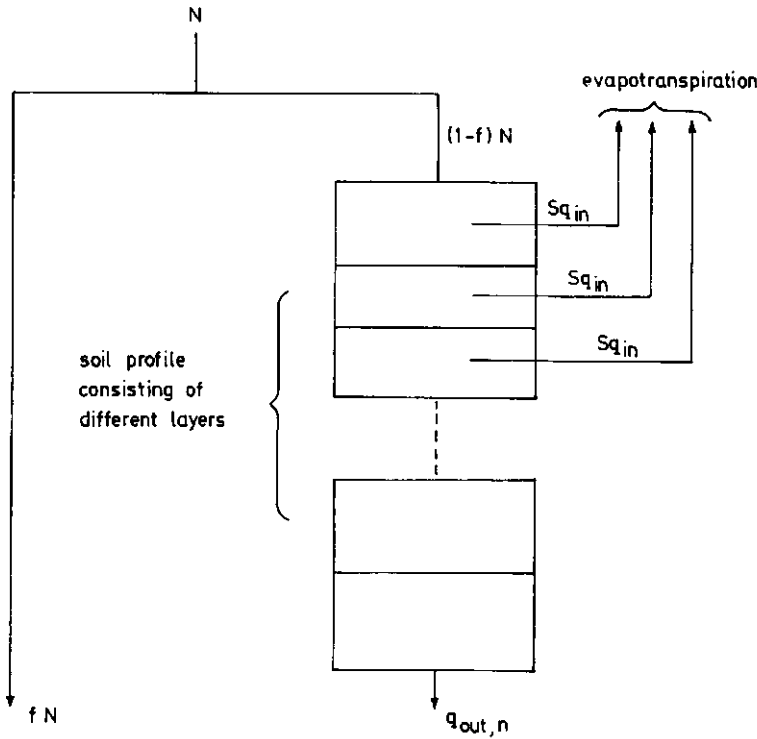 N
evapotranspiration
(1-f) N
Sq_in
Sq_in
Sq_in
soil profile
consisting of
different layers
f N
q_out,n